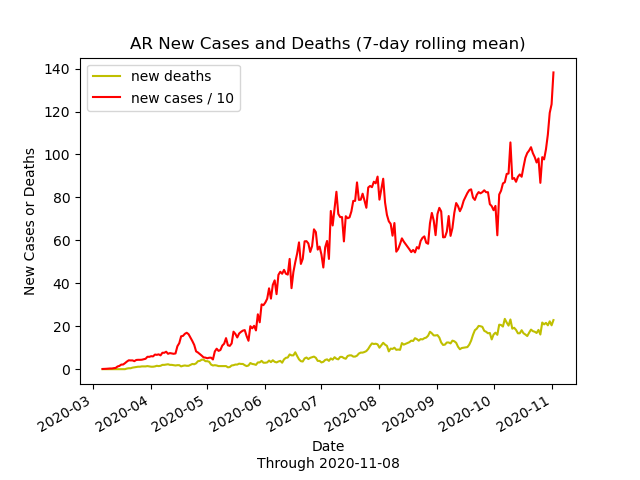 AR New Cases and Deaths (7-day rolling mean)
new deaths
new cases / 10
New Cases or Deaths
140
120
100
80
60
40
20
0
2020-03
2020-04
2020-05
2020-06
2020-07
2020-08
2020-09
2020-10
2020-11
Date
Through 2020-11-08